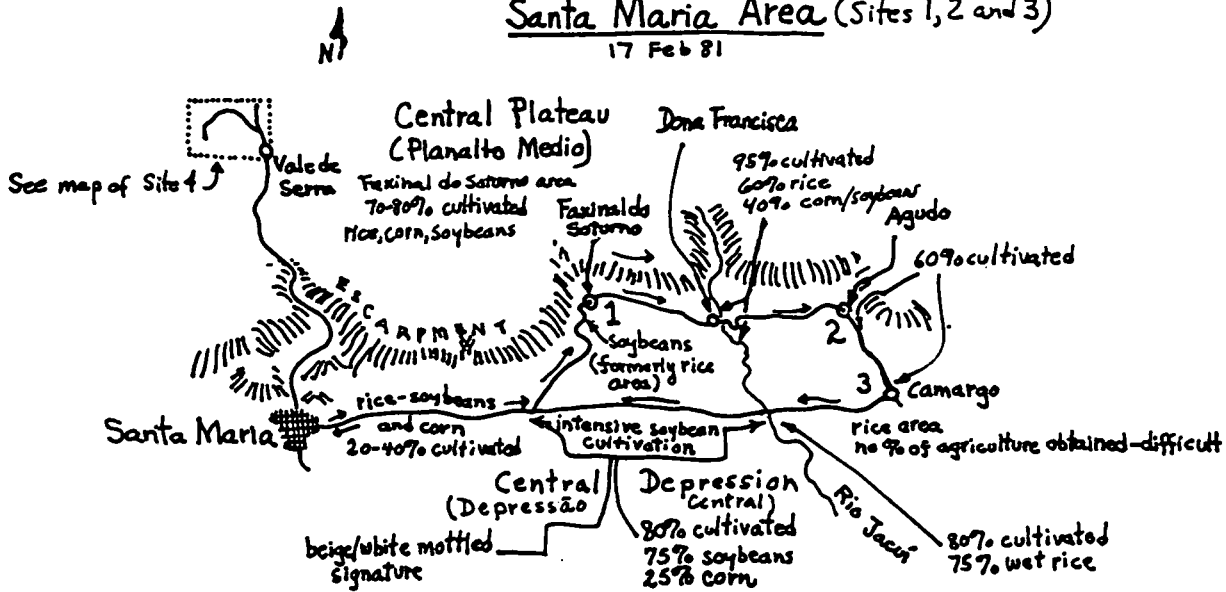 Santa Maria Area (Sites 1, 2 and 3)
17 Feb 81
N
Central Plateau
(Planalto Medio)
Dona Francisca
See map of Site 4
Vale de
Serra
Faxinal do Soturno area
70-80% cultivated
rice, corn, soybeans
Faxinal do
Soturno
95% cultivated
60% rice
40% corn/soybeans
Agudo
60% cultivated
ESCARPMENT
1
2
3
soybeans
(formerly rice
area)
Camargo
Santa Maria
rice-soybeans
and corn
20-40% cultivated
intensive soybean
cultivation
rice area
no % of agriculture obtained-difficult
Central Depression
(Depressão Central)
Rio Jacuí
beige/white mottled
signature
80% cultivated
75% soybeans
25% corn
80% cultivated
75% wet rice